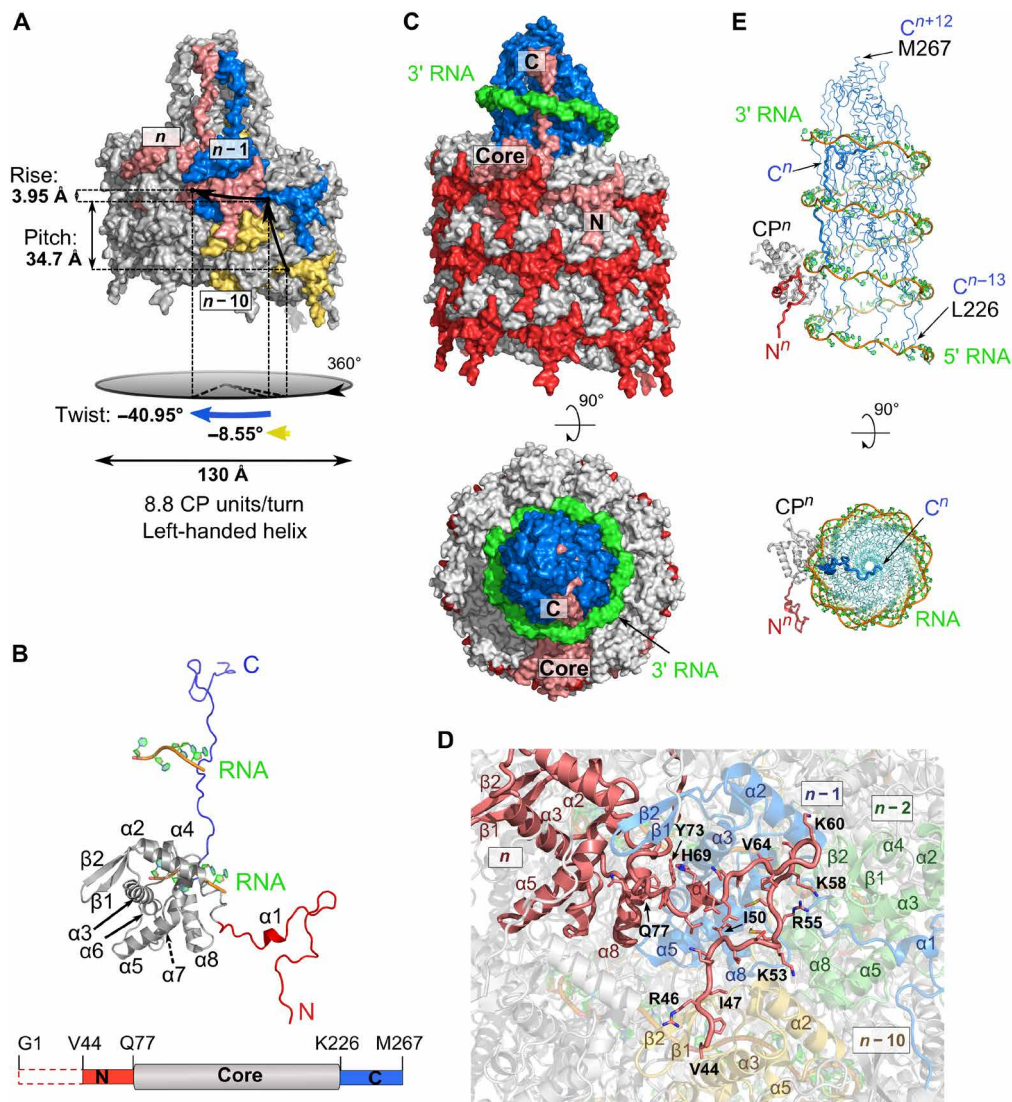 A
n
n – 1
Rise:
3.95 Å
Pitch:
34.7 Å
n – 10
360°
Twist: –40.95°
–8.55°
130 Å
8.8 CP units/turn
Left-handed helix
B
C
RNA
α2
α4
β2
RNA
β1
α3
α6
α5
α7
α8
α1
N
G1
V44
Q77
K226
M267
N
Core
C
C
C
3' RNA
Core
N
90°
C
Core
3' RNA
D
β2
α2
α3
β1
n
α5
α8
β2
β1
α2
n – 1
n – 2
Y73
α3
V64
K60
H69
α1
β2
α4
α2
β1
K58
α3
R55
I50
Q77
α5
α8
K53
α8
α5
α1
R46
I47
β2
β1
α2
n – 10
V44
α3
α5
E
Cn+12
M267
3' RNA
Cn
CPn
Cn–13
L226
Nn
5' RNA
90°
CPn
Cn
Nn
RNA